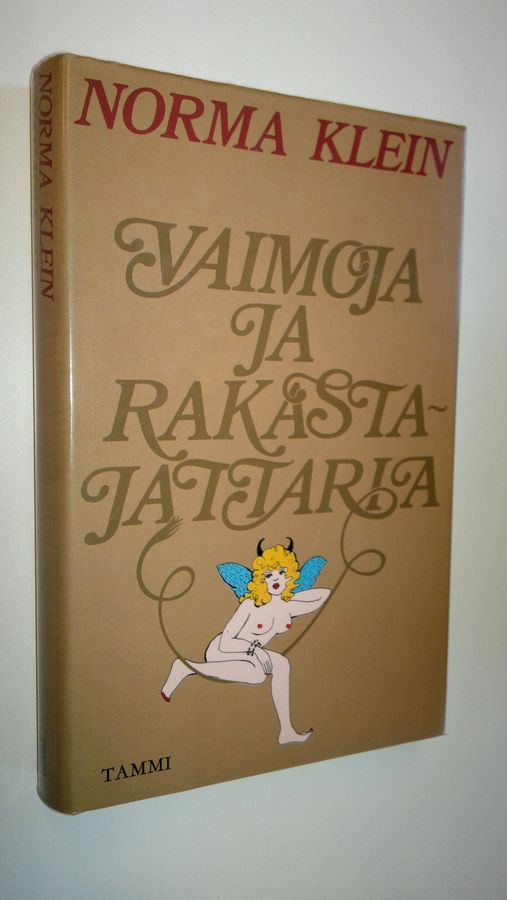 NORMA KLEIN
VAIMOJA
JA
RAKASTA-
JATTARIA
TAMMI
NORMA KLEIN